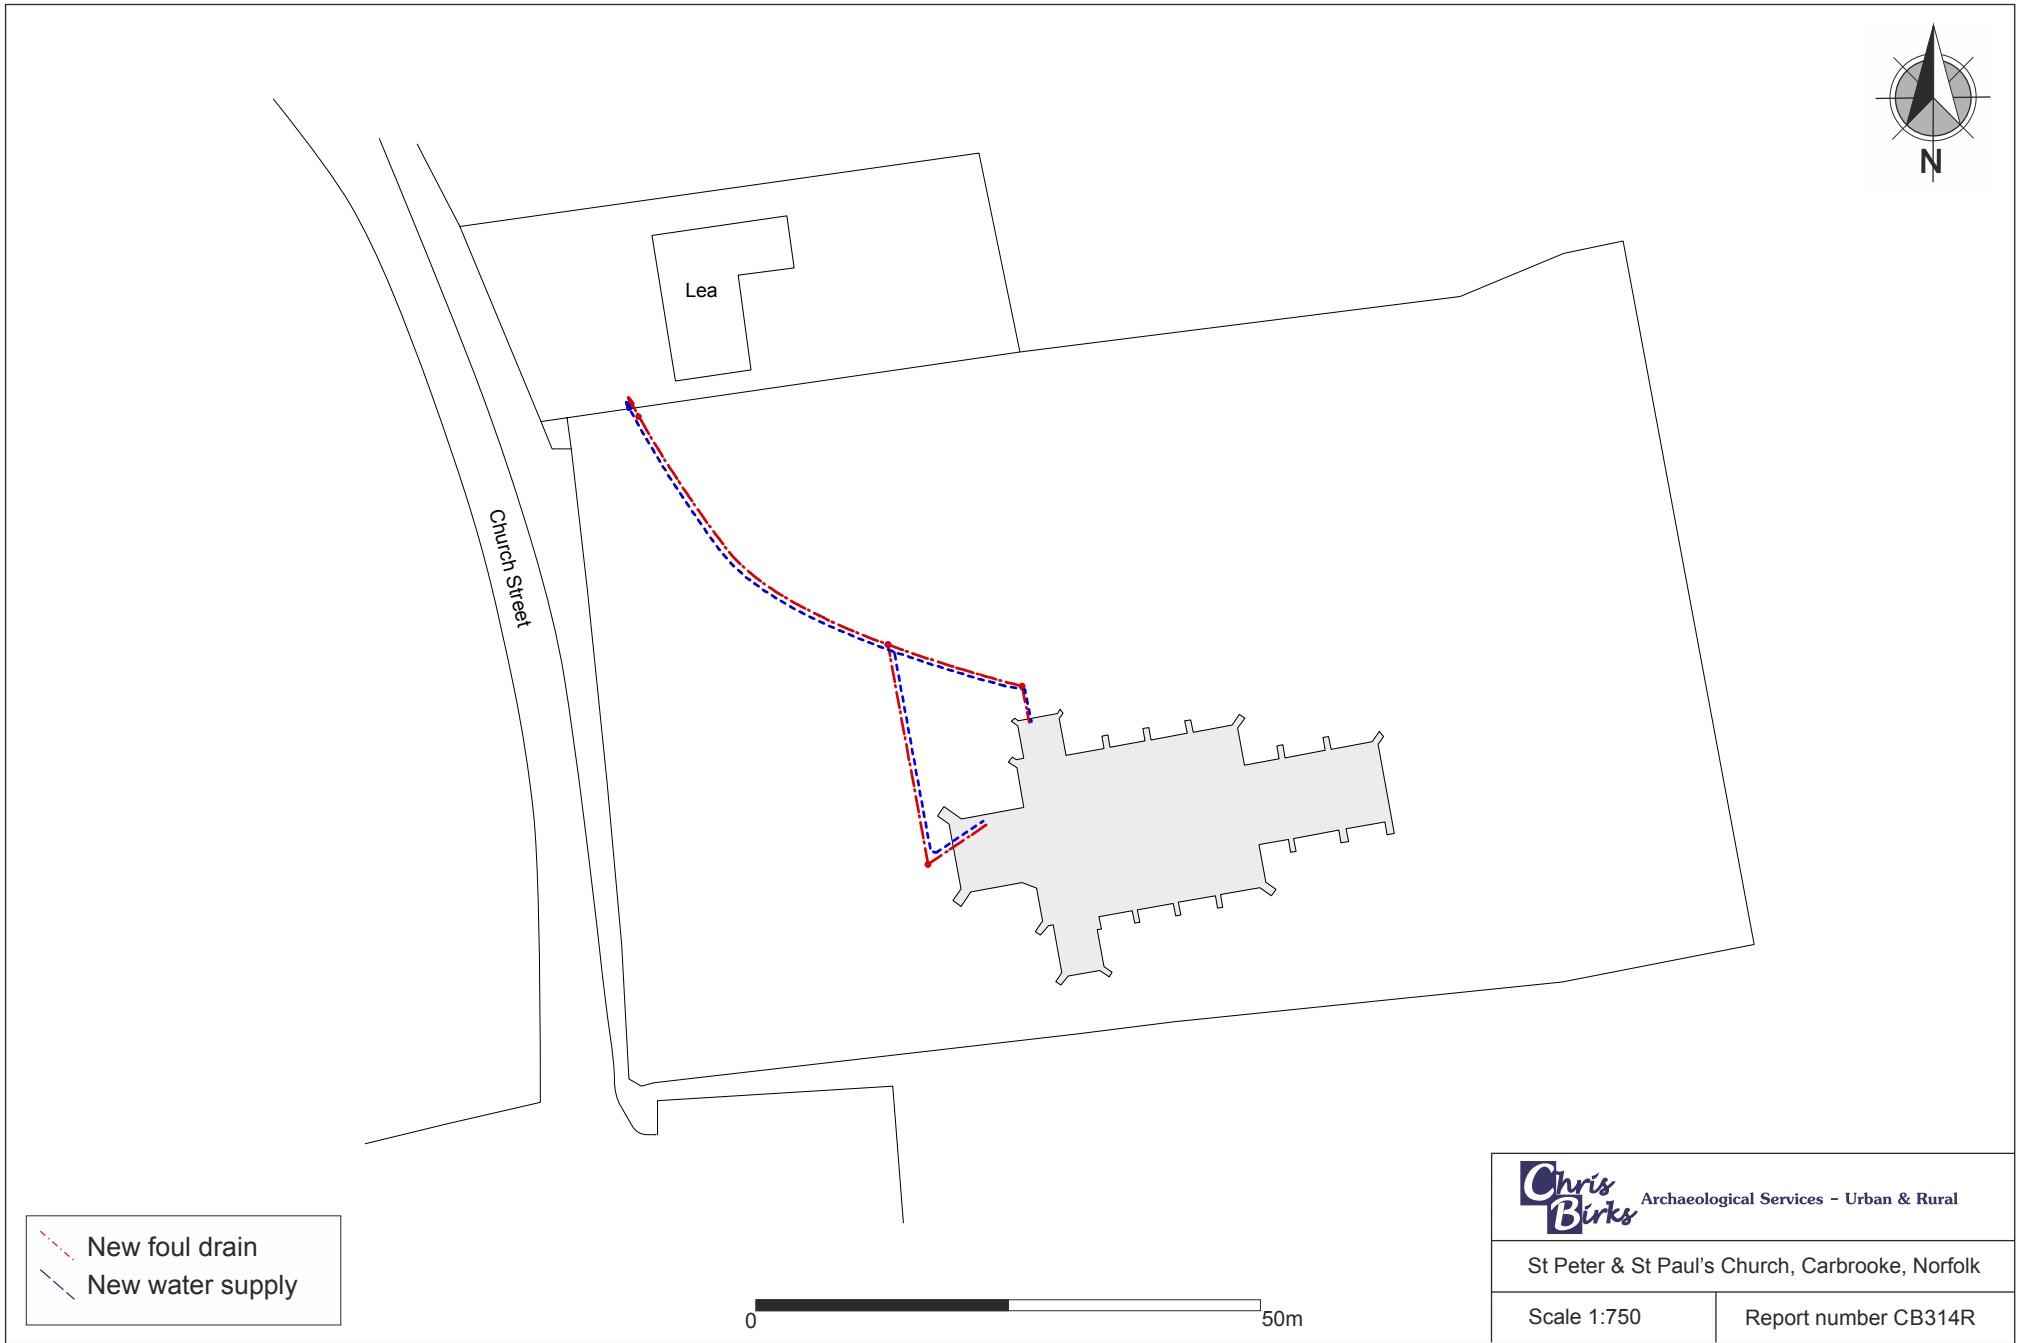 N
Lea
Church Street
New foul drain
New water supply
0
50m
Chris Birks
Archaeological Services - Urban & Rural
St Peter & St Paul's Church, Carbrooke, Norfolk
Scale 1:750
Report number CB314R